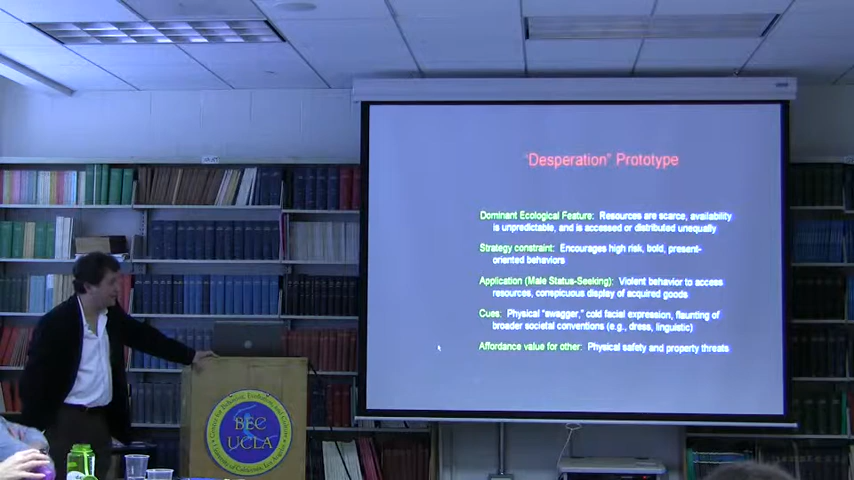 "Desperation" Prototype
Dominant Ecological Feature: Resources are scarce, availability
is unpredictable, and is accessed or distributed unequally
Strategy constraint: Encourages high risk, bold, present-
oriented behaviors
Application (Male Status-Seeking): Violent behavior to access
resources, conspicuous display of acquired goods
Cues: Physical "swagger," cold facial expression, flaunting of
broader societal conventions (e.g., dress, linguistic)
Affordance value for other: Physical safety and property threats
BEC
UCLA